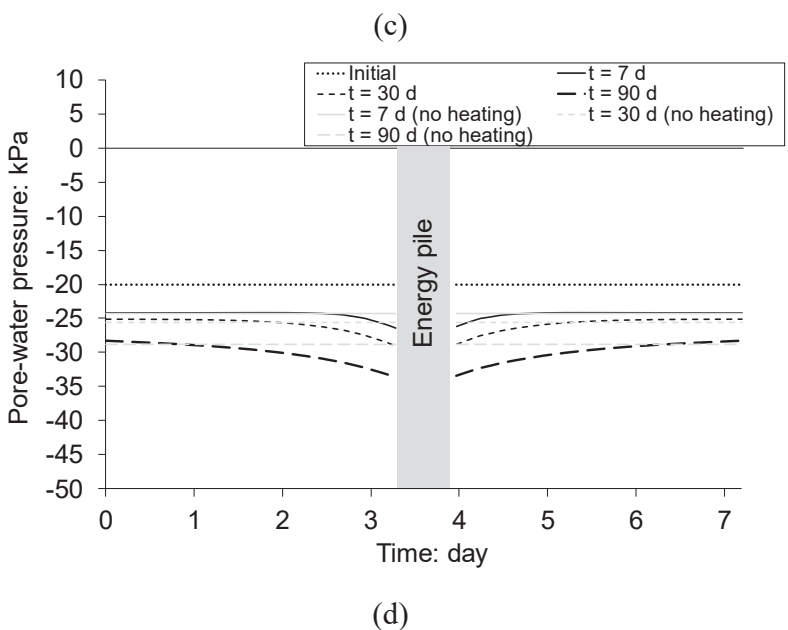 (c)
Initial
t = 7 d
t = 30 d
t = 90 d
t = 7 d (no heating)
t = 30 d (no heating)
t = 90 d (no heating)
Pore-water pressure: kPa
10
5
0
-5
-10
-15
-20
-25
-30
-35
-40
-45
-50
Energy pile
0 1 2 3 4 5 6 7
Time: day
(d)